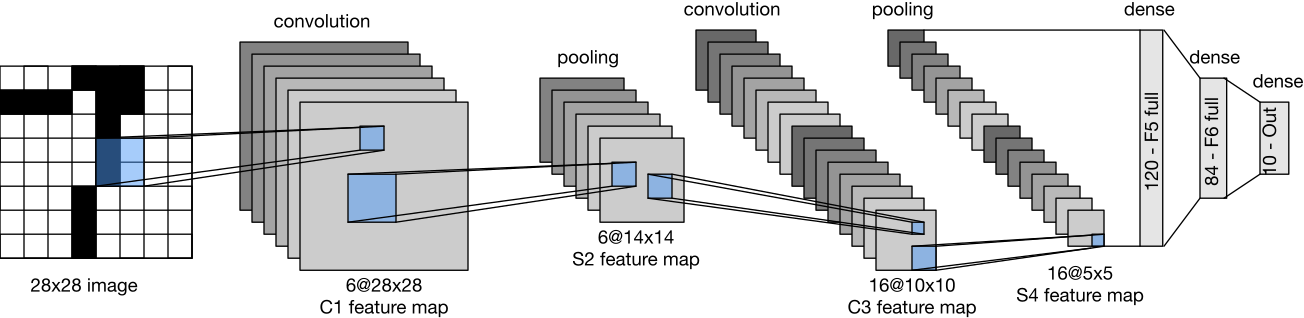 convolution
pooling
convolution
pooling
dense
dense
dense
28x28 image
6@28x28
C1 feature map
6@14x14
S2 feature map
16@10x10
C3 feature map
16@5x5
S4 feature map
120 - F5 full
84 - F6 full
10 - Out